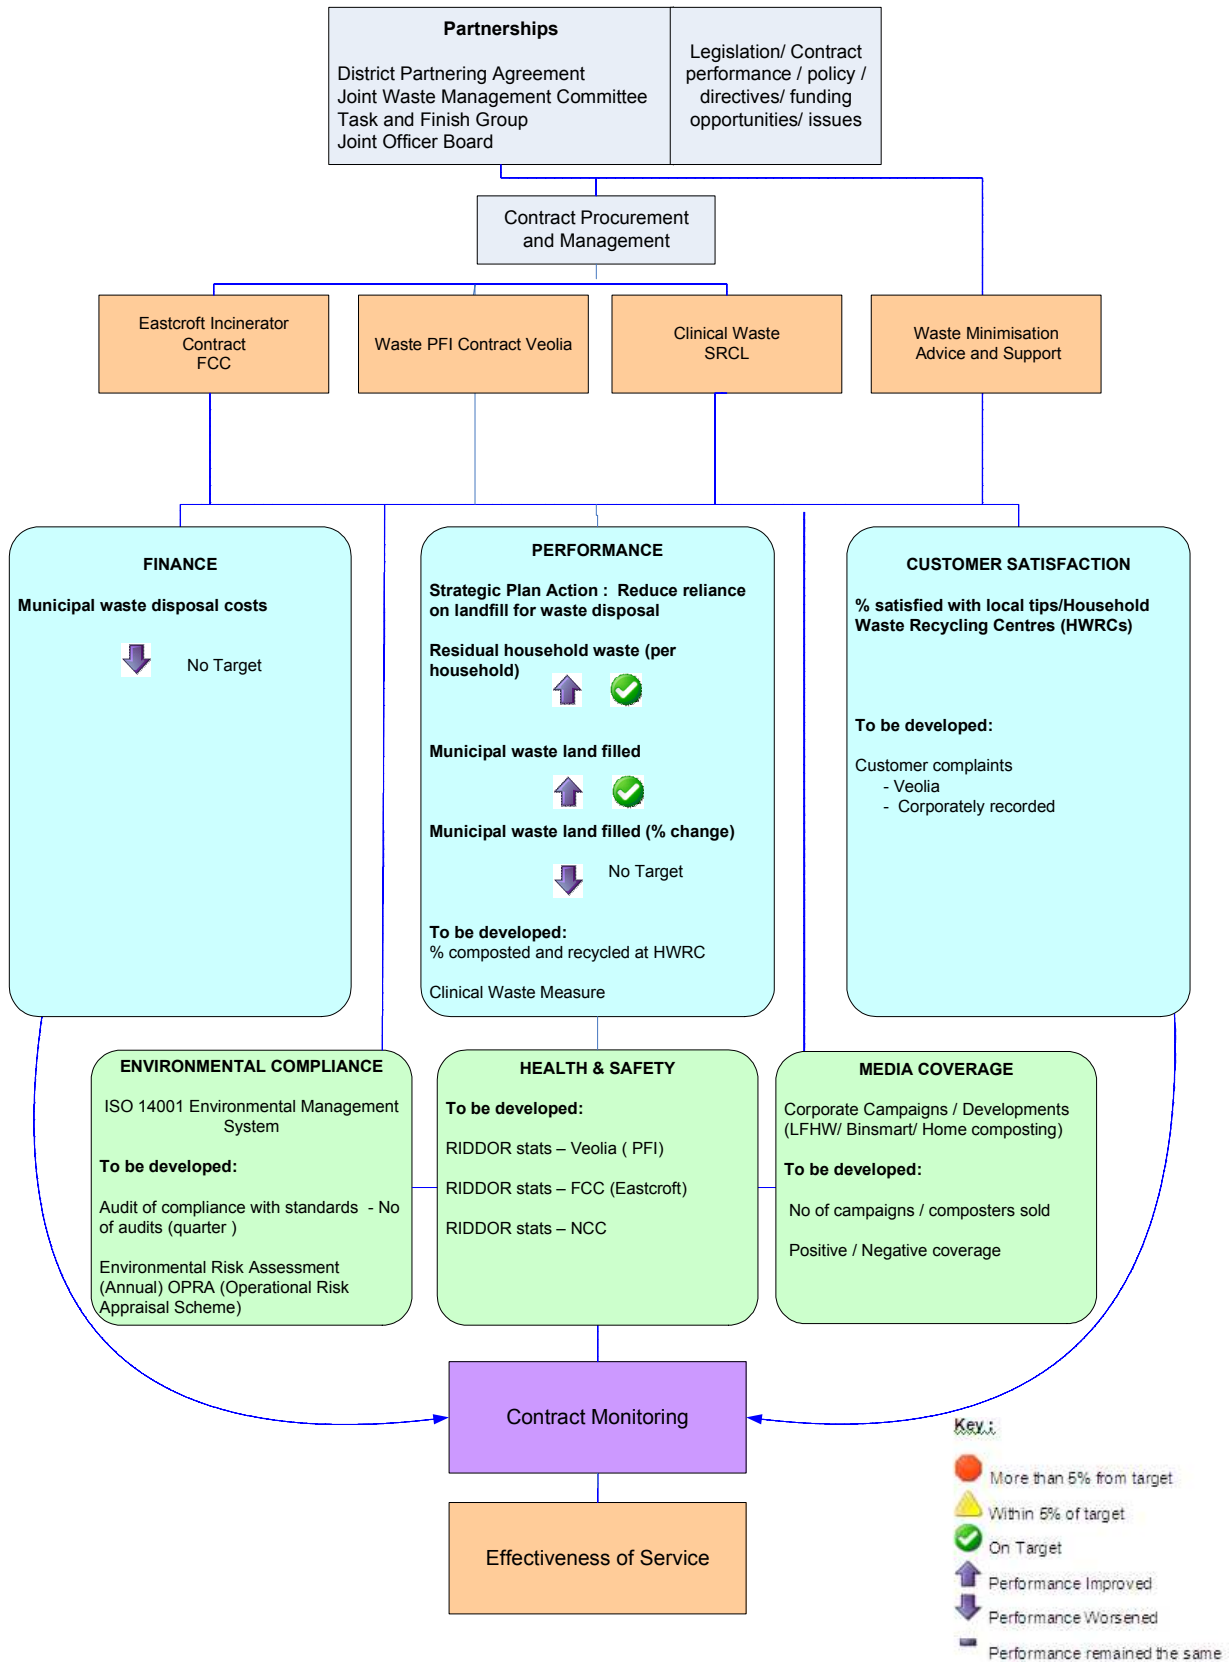 Partnerships
District Partnering Agreement
Joint Waste Management Committee
Task and Finish Group
Joint Officer Board
Legislation/ Contract
performance / policy /
directives/ funding
opportunities/ issues
Contract Procurement
and Management
Eastcroft Incinerator
Contract
FCC
Waste PFI Contract Veolia
Clinical Waste
SRCL
Waste Minimisation
Advice and Support
FINANCE
Municipal waste disposal costs
No Target
PERFORMANCE
Strategic Plan Action : Reduce reliance
on landfill for waste disposal
Residual household waste (per
household)
Municipal waste land filled
Municipal waste land filled (% change)
No Target
To be developed:
% composted and recycled at HWRC
Clinical Waste Measure
CUSTOMER SATISFACTION
% satisfied with local tips/Household
Waste Recycling Centres (HWRCs)
To be developed:
Customer complaints
- Veolia
- Corporately recorded
ENVIRONMENTAL COMPLIANCE
ISO 14001 Environmental Management
System
To be developed:
Audit of compliance with standards - No
of audits (quarter )
Environmental Risk Assessment
(Annual) OPRA (Operational Risk
Appraisal Scheme)
HEALTH & SAFETY
To be developed:
RIDDOR stats – Veolia ( PFI)
RIDDOR stats – FCC (Eastcroft)
RIDDOR stats – NCC
MEDIA COVERAGE
Corporate Campaigns / Developments
(LFHW/ Binsmart/ Home composting)
To be developed:
No of campaigns / composters sold
Positive / Negative coverage
Contract Monitoring
Effectiveness of Service
Key :
More than 5% from target
Within 5% of target
On Target
Performance Improved
Performance Worsened
Performance remained the same